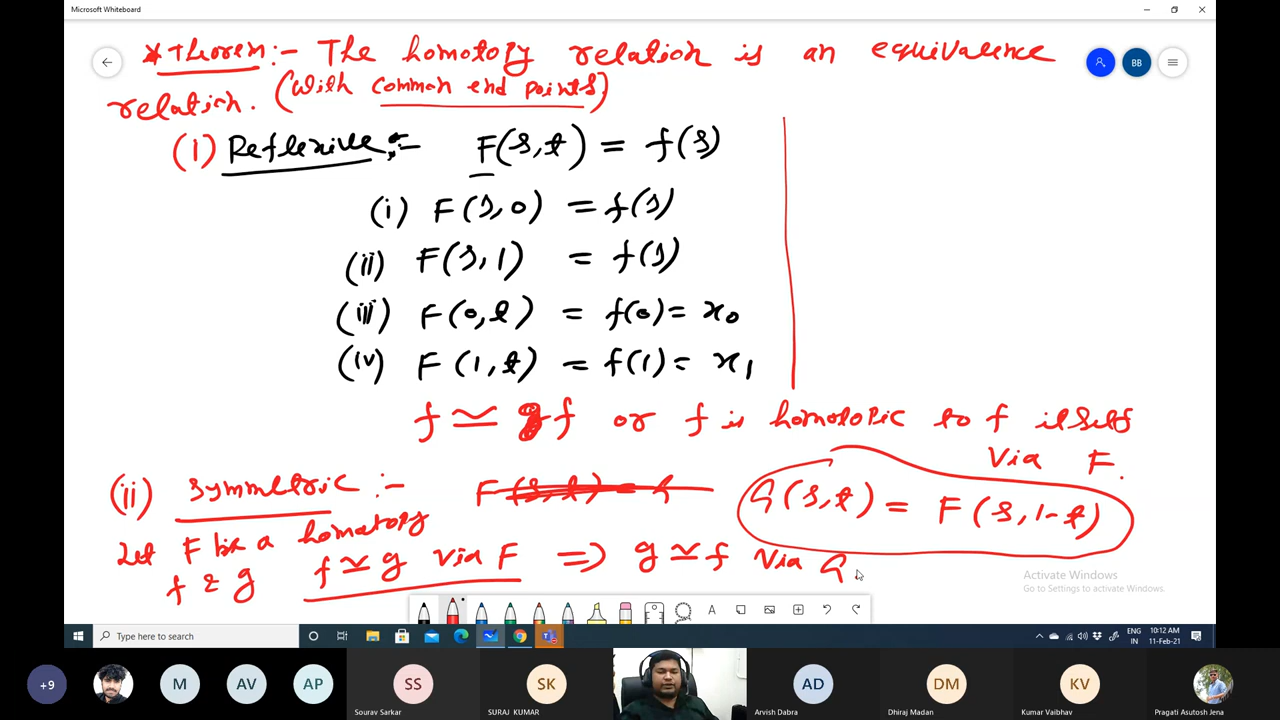 Microsoft Whiteboard
* Theorem :- The homotopy relation is an equivalence
relation. (with common end points)
BB
(1) Reflexive :- F(s,t) = f(s)
(i) F(s,0) = f(s)
(ii) F(s,1) = f(s)
(iii) F(0,t) = f(0) = x₀
(iv) F(1,t) = f(1) = x₁
f ≃ f or f is homotopic to f itself
Via F.
(ii) Symmetric :- G(s,t) = F(s,1-t)
Let F be a homotopy
f & g f ≃ g via F ⇒ g ≃ f Via G
Activate Windows
Go to Settings to activate Windows.
Type here to search
ENG
IN
10:12 AM
11-Feb-21
+9
M
AV
AP
SS
SK
AD
DM
KV
Sourav Sarkar
SURAJ KUMAR
Arvish Dabra
Dhiraj Madan
Kumar Vaibhav
Pragati Asutosh Jena